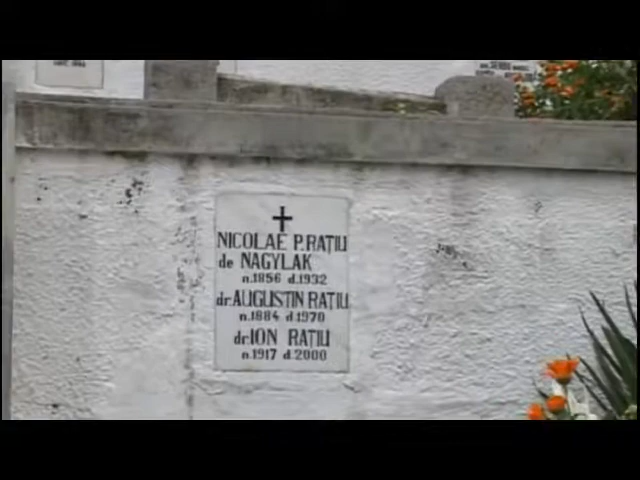 NICOLAE P. RAȚIU
de NAGYLAK
n.1856 d.1932
dr.AUGUSTIN RAȚIU
n.1884 d.1970
dr.ION RAȚIU
n.1917 d.2000